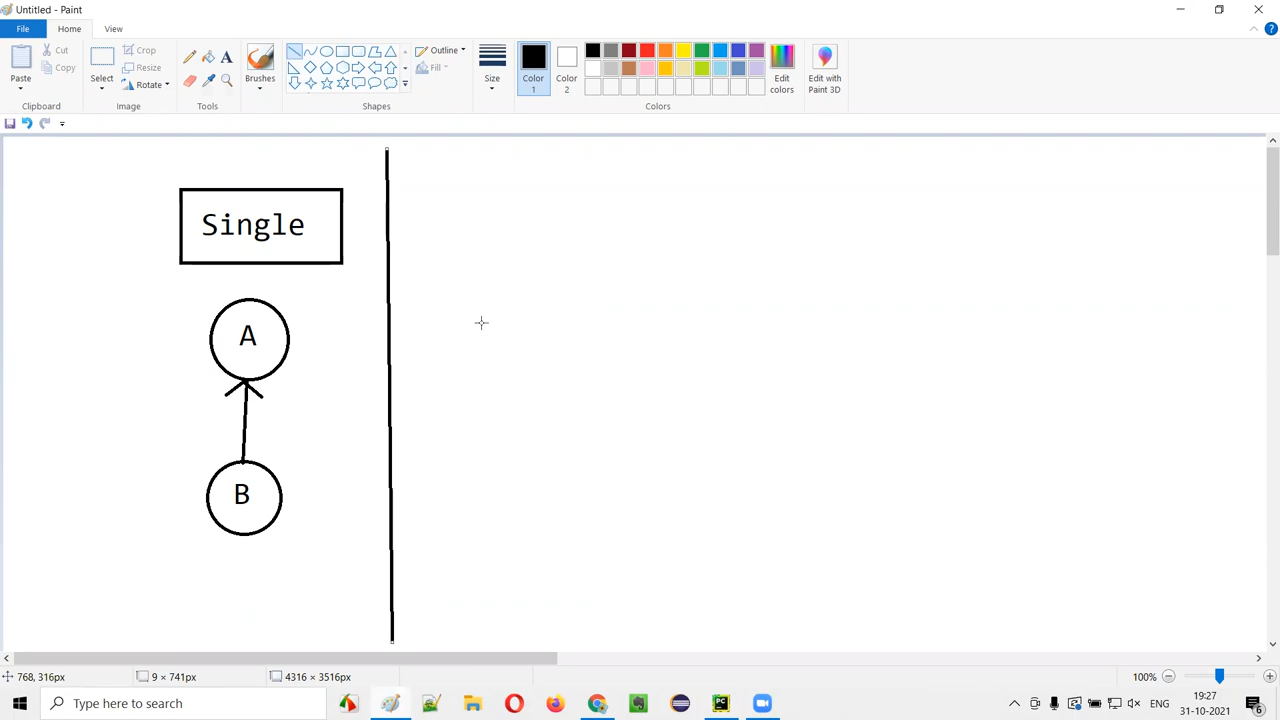 Untitled - Paint
File
Home
View
Paste
Cut
Copy
Clipboard
Select
Crop
Resize
Rotate
Image
A
Tools
Brushes
Shapes
Outline
Fill
Size
Color
1
Color
2
Edit
colors
Colors
Edit with
Paint 3D
Single
A
B
768, 316px
9 × 741px
4316 × 3516px
100%
Type here to search
PC
ENG
19:27
31-10-2021
6